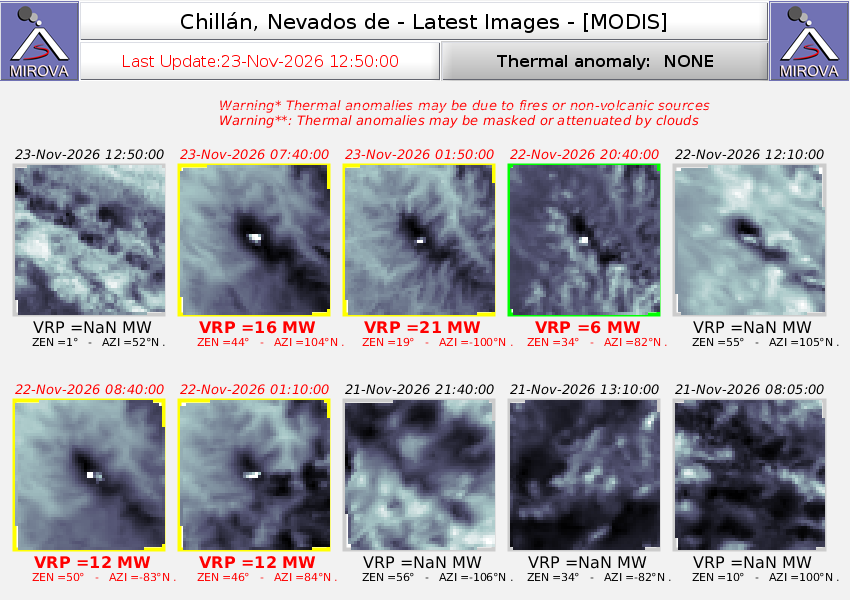 Chillán, Nevados de - Latest Images - [MODIS]
MIROVA
Last Update:23-Nov-2026 12:50:00
Thermal anomaly: NONE
MIROVA
Warning* Thermal anomalies may be due to fires or non-volcanic sources
Warning**: Thermal anomalies may be masked or attenuated by clouds
23-Nov-2026 12:50:00
23-Nov-2026 07:40:00
23-Nov-2026 01:50:00
22-Nov-2026 20:40:00
22-Nov-2026 12:10:00
VRP =NaN MW
VRP =16 MW
VRP =21 MW
VRP =6 MW
VRP =NaN MW
ZEN =1° - AZI =52°N .
ZEN =44° - AZI =104°N .
ZEN =19° - AZI =-100°N .
ZEN =34° - AZI =82°N .
ZEN =55° - AZI =105°N .
22-Nov-2026 08:40:00
22-Nov-2026 01:10:00
21-Nov-2026 21:40:00
21-Nov-2026 13:10:00
21-Nov-2026 08:05:00
VRP =12 MW
VRP =12 MW
VRP =NaN MW
VRP =NaN MW
VRP =NaN MW
ZEN =50° - AZI =-83°N .
ZEN =46° - AZI =84°N .
ZEN =56° - AZI =-106°N .
ZEN =34° - AZI =-82°N .
ZEN =10° - AZI =100°N .